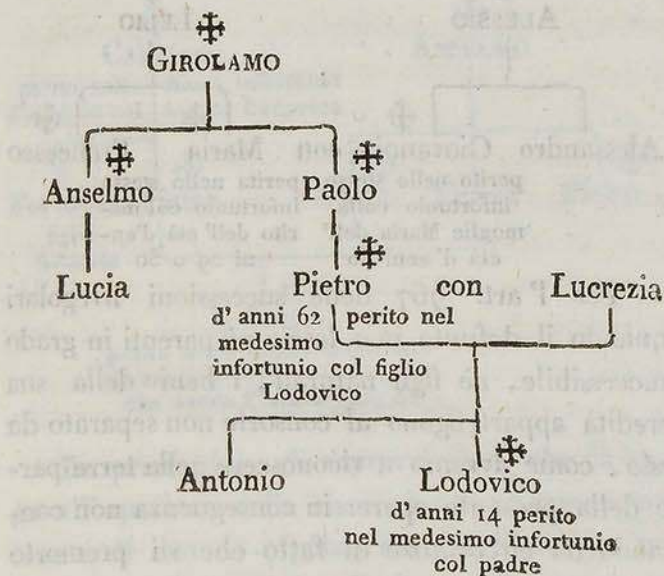 GIROLAMO
Anselmo Paolo
Lucia Pietro con Lucrezia
d' anni 62 perito nel
medesimo
infortunio col figlio
Lodovico
Antonio Lodovico
d' anni 14 perito
nel medesimo infortunio
col padre